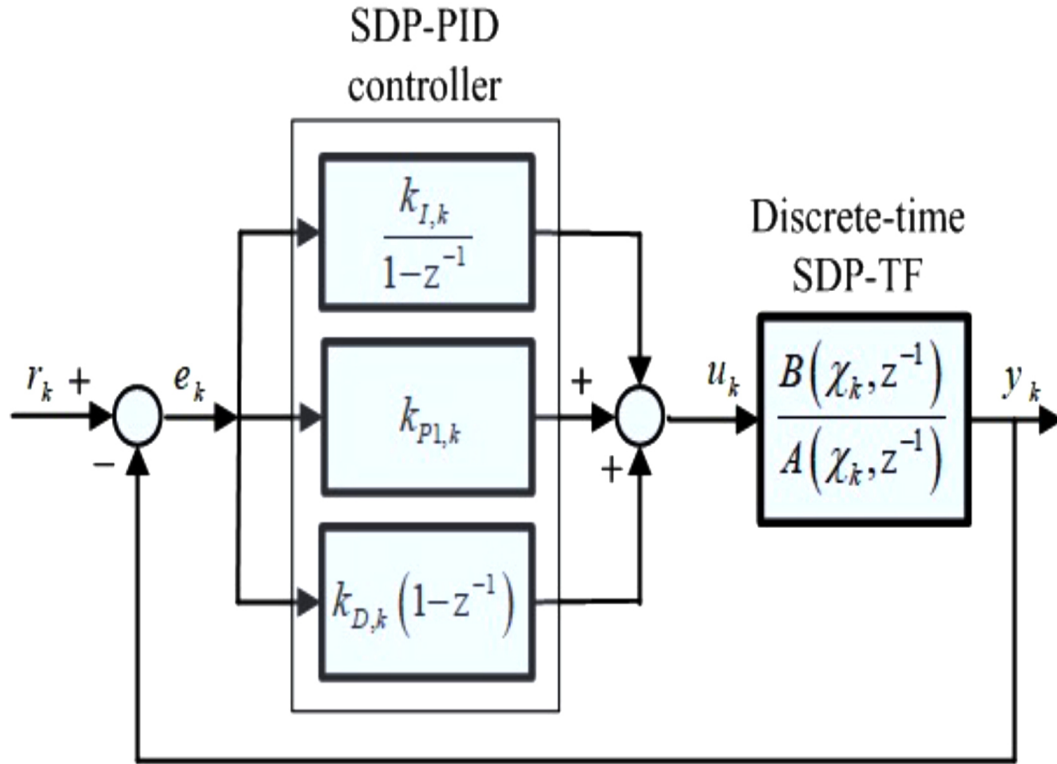 SDP-PID
controller
k_{I,k}
1−z^{-1}
Discrete-time
SDP-TF
r_k +
e_k
k_{P1,k}
+
u_k
B(χ_k, z^{-1})
A(χ_k, z^{-1})
y_k
−
+
k_{D,k}(1−z^{-1})